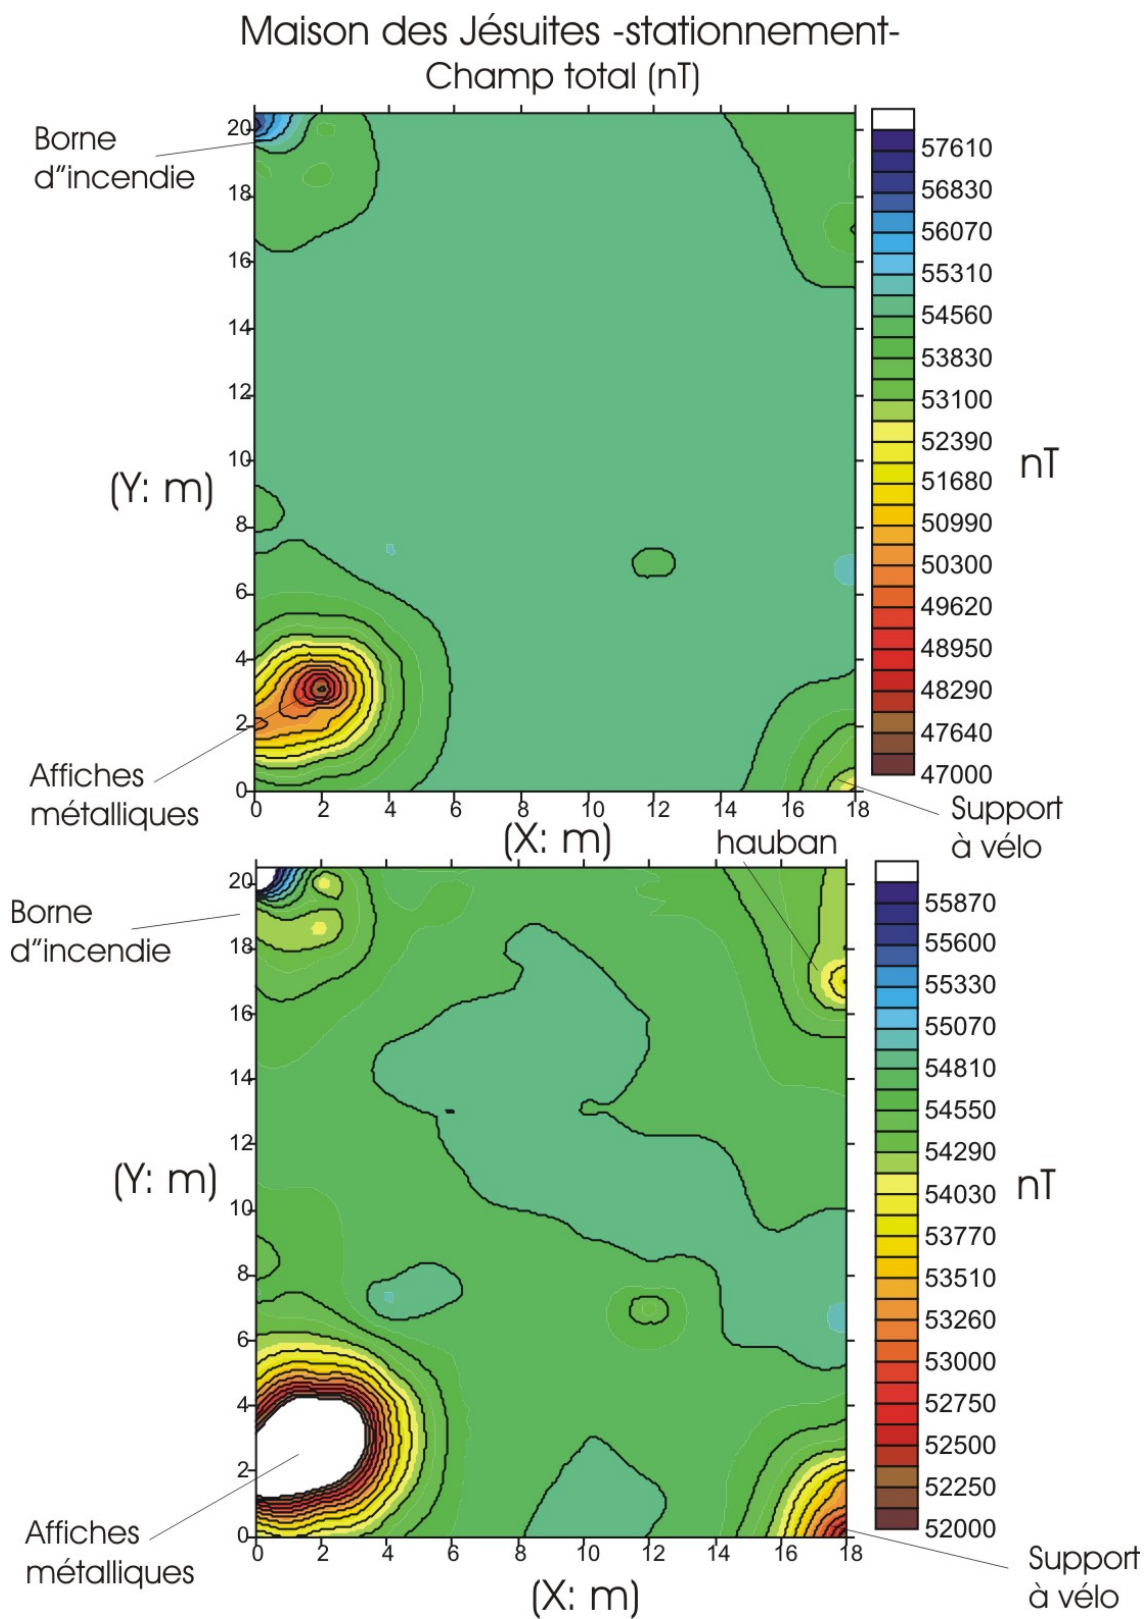 Maison des Jésuites -stationnement-
Champ total (nT)
Borne
d"incendie
20
18
16
14
12
10
8
6
4
2
0
(Y: m)
Affiches
métalliques
0 2 4 6 8 10 12 14 16 18
(X: m)
57610
56830
56070
55310
54560
53830
53100
52390
51680
50990
50300
49620
48950
48290
47640
47000
nT
Support
à vélo
hauban
Borne
d"incendie
20
18
16
14
12
10
8
6
4
2
0
(Y: m)
Affiches
métalliques
0 2 4 6 8 10 12 14 16 18
(X: m)
55870
55600
55330
55070
54810
54550
54290
54030
53770
53510
53260
53000
52750
52500
52250
52000
nT
Support
à vélo